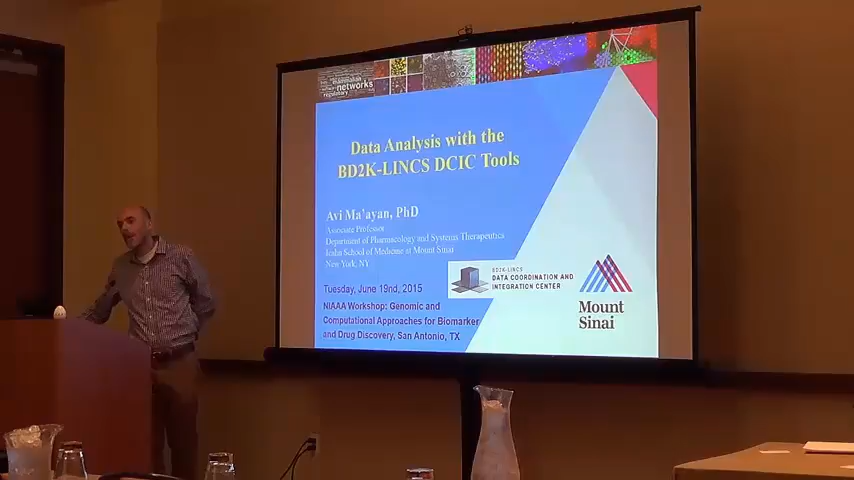 mammalian
networks
regulatory
Data Analysis with the
BD2K-LINCS DCIC Tools
Avi Ma'ayan, PhD
Associate Professor
Department of Pharmacology and Systems Therapeutics
Icahn School of Medicine at Mount Sinai
New York, NY
BD2K-LINCS
DATA COORDINATION AND
INTEGRATION CENTER
Tuesday, June 19nd, 2015
NIAAA Workshop: Genomic and
Computational Approaches for Biomarker
and Drug Discovery, San Antonio, TX
Mount
Sinai